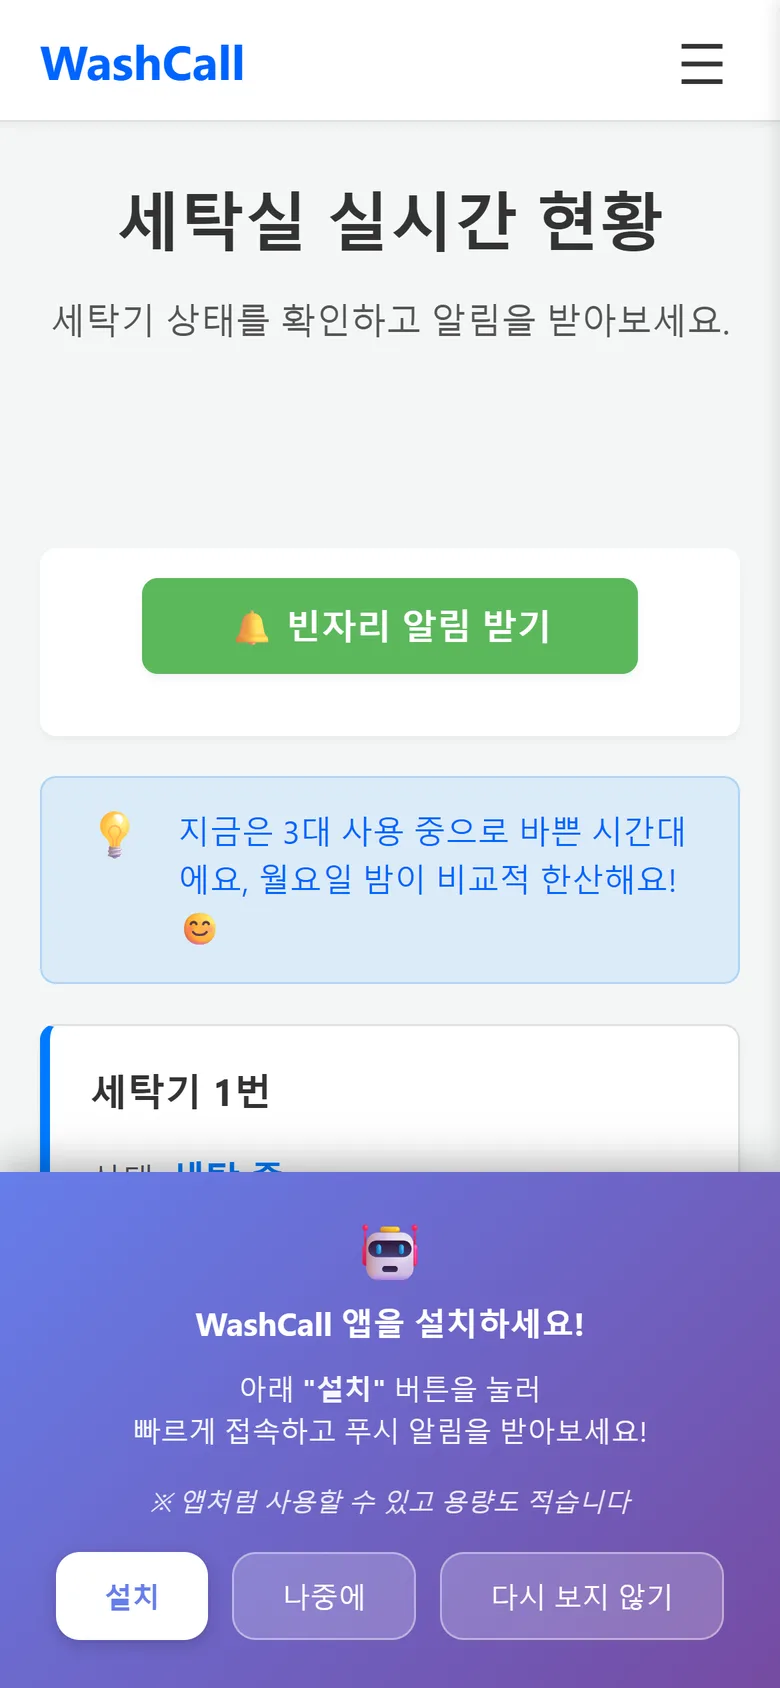 WashCall
세탁실 실시간 현황
세탁기 상태를 확인하고 알림을 받아보세요.
빈자리 알림 받기
지금은 3대 사용 중으로 바쁜 시간대
에요, 월요일 밤이 비교적 한산해요!
세탁기 1번
상태: 세탁 중
WashCall 앱을 설치하세요!
아래 "설치" 버튼을 눌러
빠르게 접속하고 푸시 알림을 받아보세요!
※ 앱처럼 사용할 수 있고 용량도 적습니다
설치
나중에
다시 보지 않기